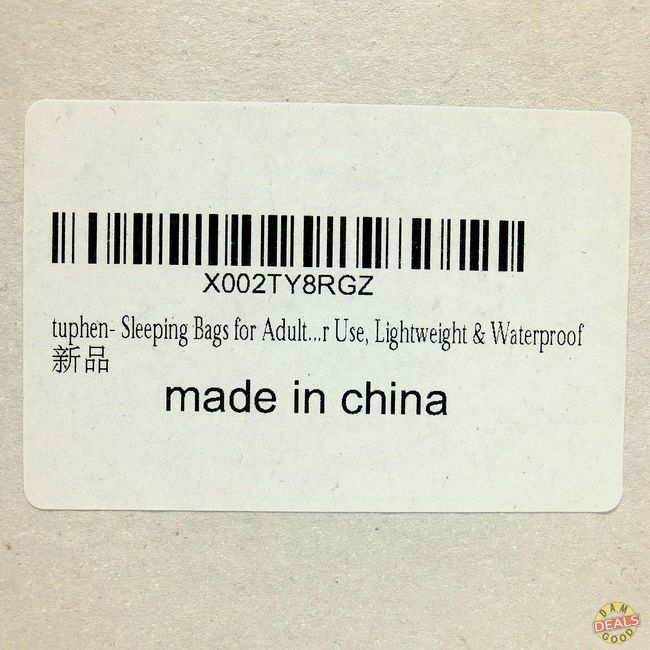 X002TY8RGZ
tuphen- Sleeping Bags for Adult...r Use, Lightweight & Waterproof
新品
made in china
DAM
DEALS
GOOD